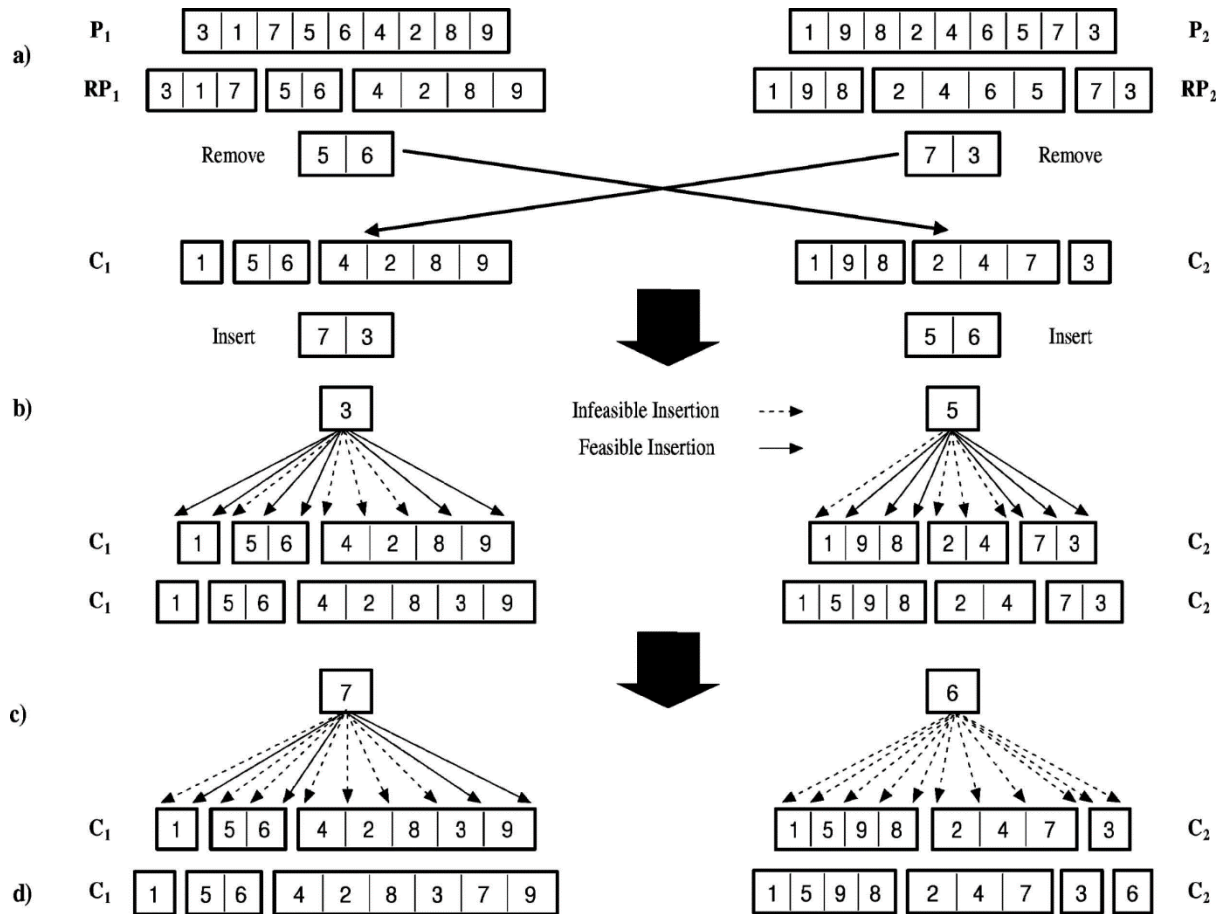 P1 3 1 7 5 6 4 2 8 9 1 9 8 2 4 6 5 7 3 P2
a)
RP1 3 1 7 5 6 4 2 8 9 1 9 8 2 4 6 5 7 3 RP2
Remove 5 6 7 3 Remove
C1 1 5 6 4 2 8 9 1 9 8 2 4 7 3 C2
Insert 7 3 5 6 Insert
b) 3 Infeasible Insertion 5
Feasible Insertion
C1 1 5 6 4 2 8 9 1 9 8 2 4 7 3 C2
C1 1 5 6 4 2 8 3 9 1 5 9 8 2 4 7 3 C2
7 6
c)
C1 1 5 6 4 2 8 3 9 1 5 9 8 2 4 7 3 C2
d) C1 1 5 6 4 2 8 3 7 9 1 5 9 8 2 4 7 3 6 C2